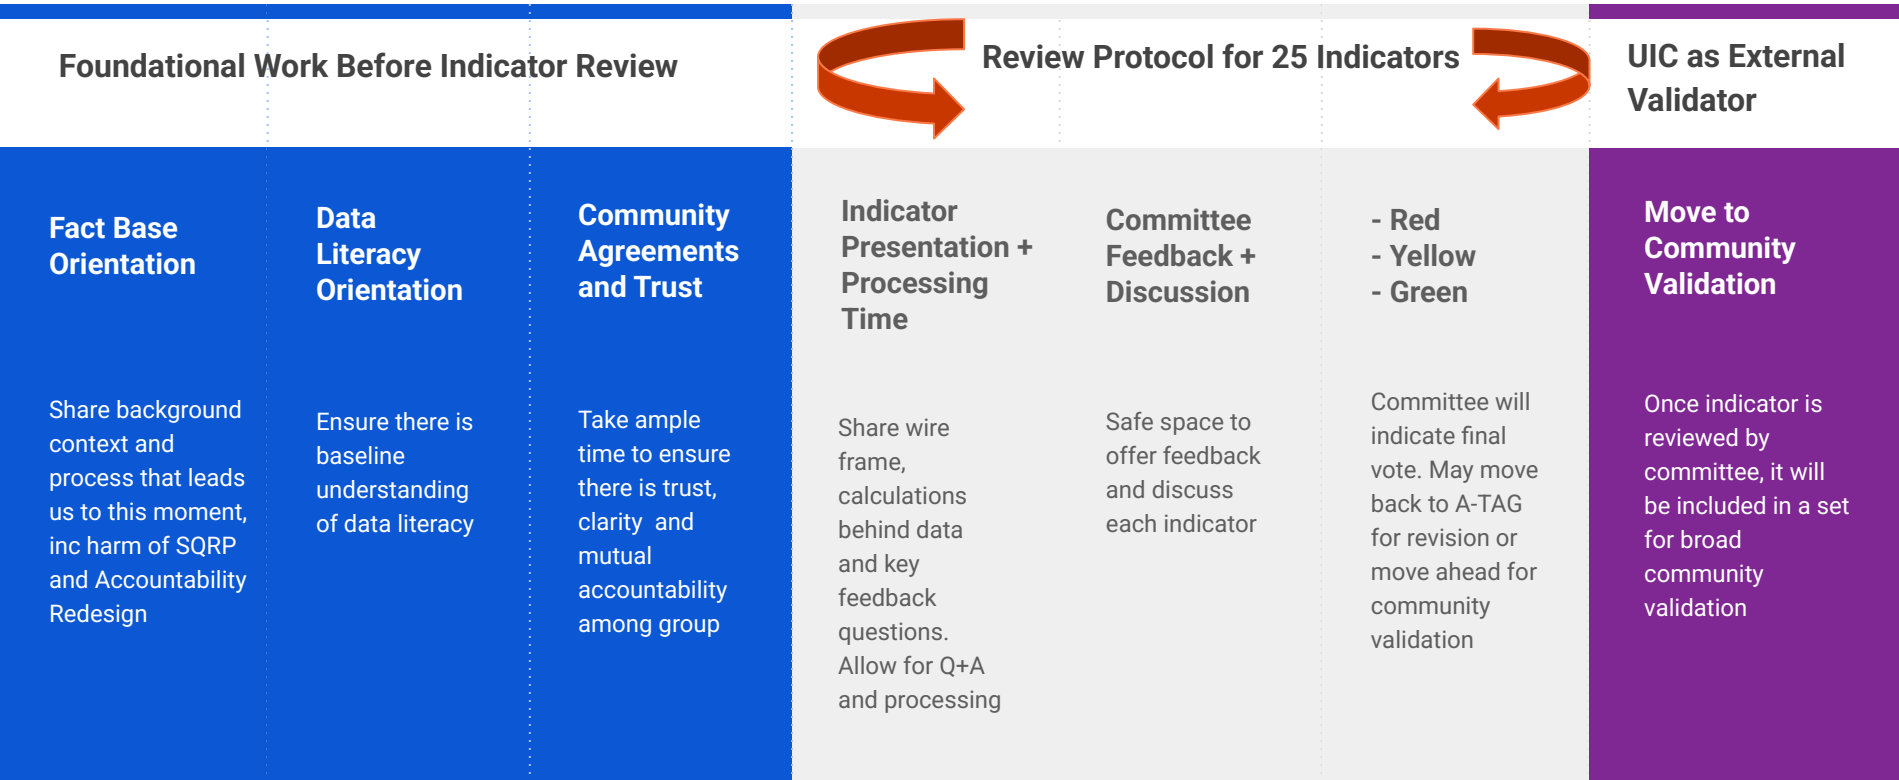 Foundational Work Before Indicator Review
Review Protocol for 25 Indicators
UIC as External
Validator
Fact Base
Orientation
Share background
context and
process that leads
us to this moment,
inc harm of SQRP
and Accountability
Redesign
Data
Literacy
Orientation
Ensure there is
baseline
understanding
of data literacy
Community
Agreements
and Trust
Take ample
time to ensure
there is trust,
clarity  and
mutual
accountability
among group
Indicator
Presentation +
Processing
Time
Share wire
frame,
calculations
behind data
and key
feedback
questions.
Allow for Q+A
and processing
Committee
Feedback +
Discussion
Safe space to
offer feedback
and discuss
each indicator
- Red
- Yellow
- Green
Committee will
indicate final
vote. May move
back to A-TAG
for revision or
move ahead for
community
validation
Move to
Community
Validation
Once indicator is
reviewed by
committee, it will
be included in a set
for broad
community
validation